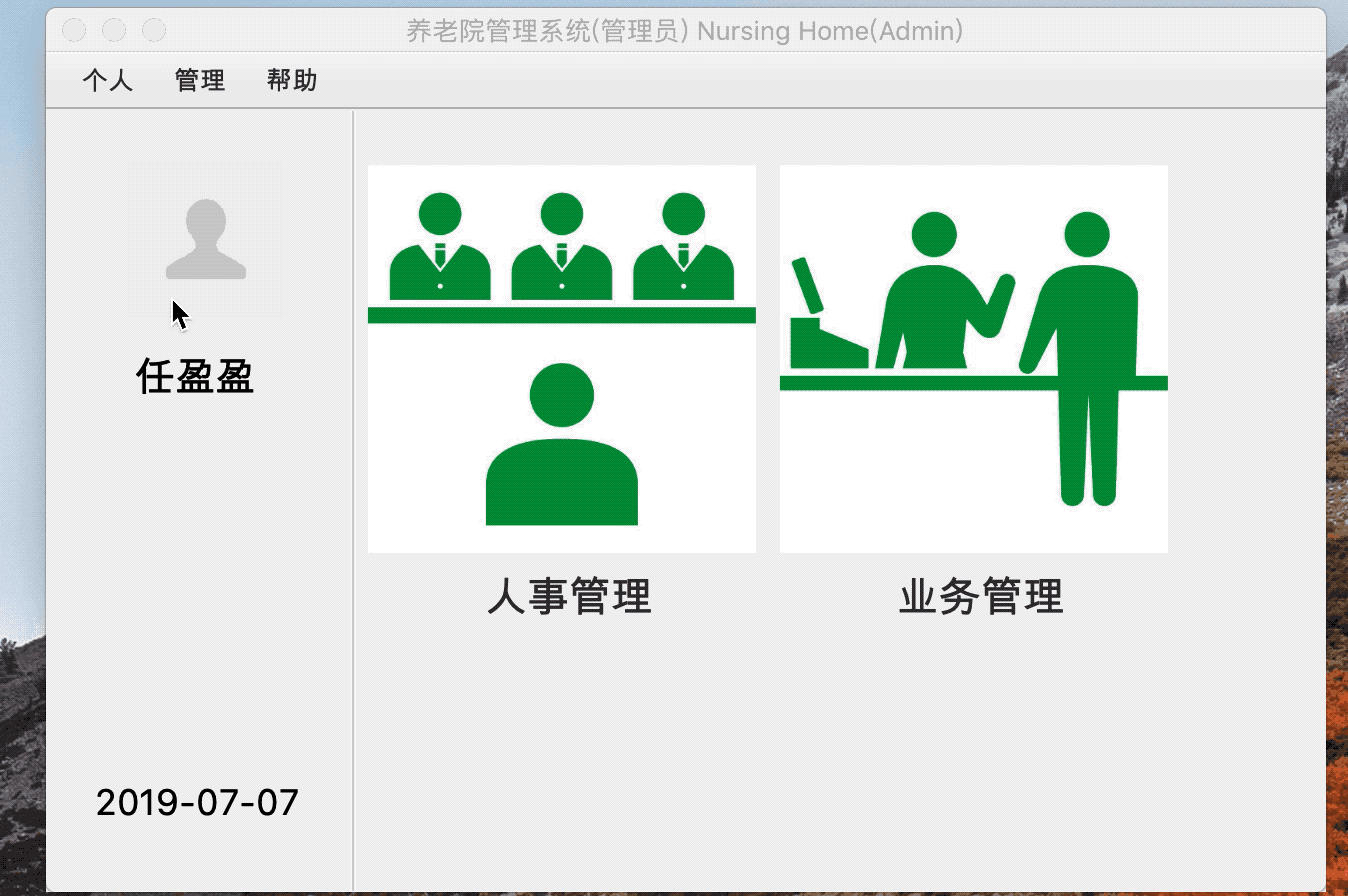 养老院管理系统(管理员) Nursing Home(Admin)
个人 管理 帮助
任盈盈
人事管理 业务管理
2019-07-07